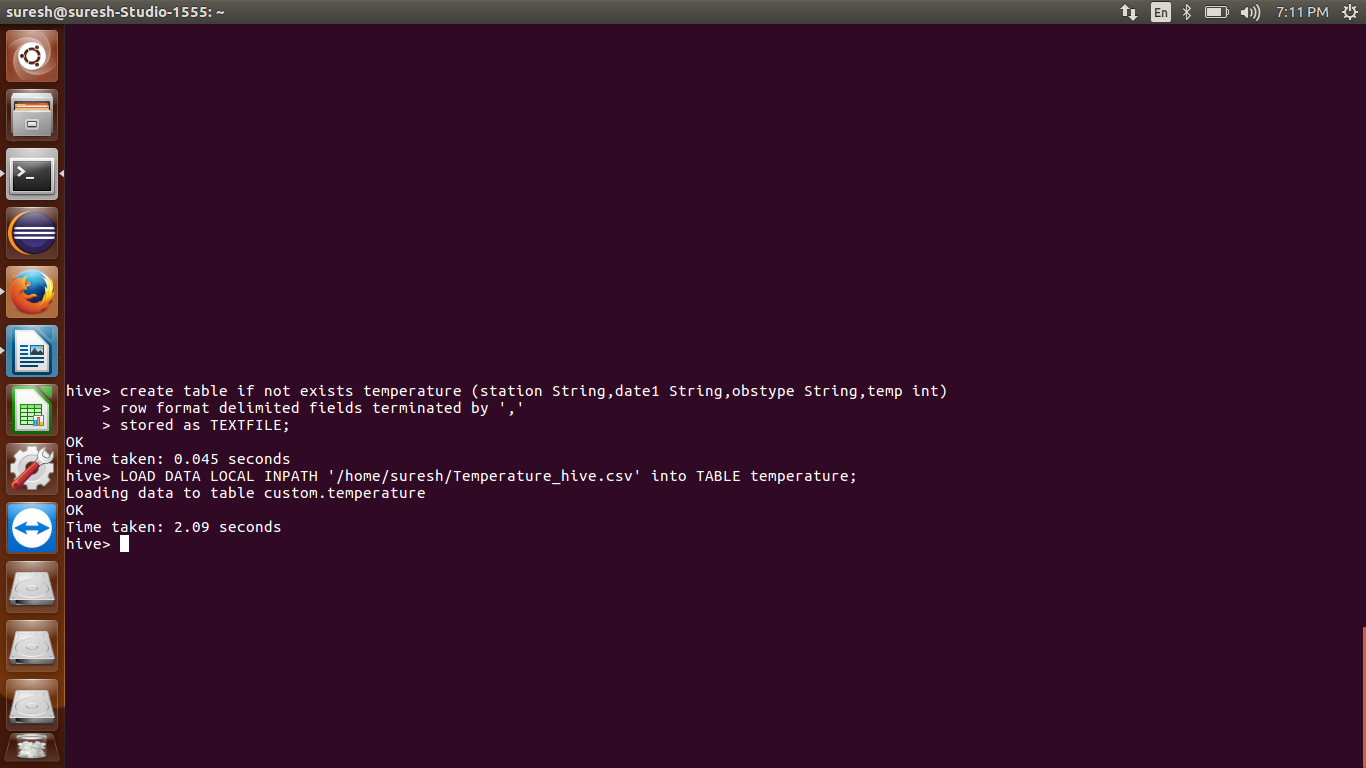 suresh@suresh-Studio-1555: ~
En
7:11 PM
hive> create table if not exists temperature (station String,date1 String,obstype String,temp int)
    > row format delimited fields terminated by ','
    > stored as TEXTFILE;
OK
Time taken: 0.045 seconds
hive> LOAD DATA LOCAL INPATH '/home/suresh/Temperature_hive.csv' into TABLE temperature;
Loading data to table custom.temperature
OK
Time taken: 2.09 seconds
hive>